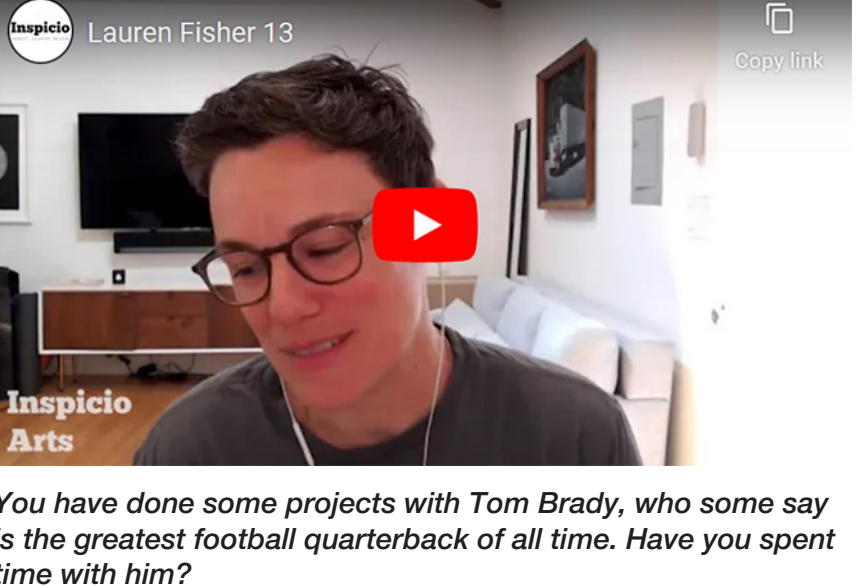 Inspicio
Lauren Fisher 13
Copy link
Inspicio
Arts
You have done some projects with Tom Brady, who some say
is the greatest football quarterback of all time. Have you spent
time with him?